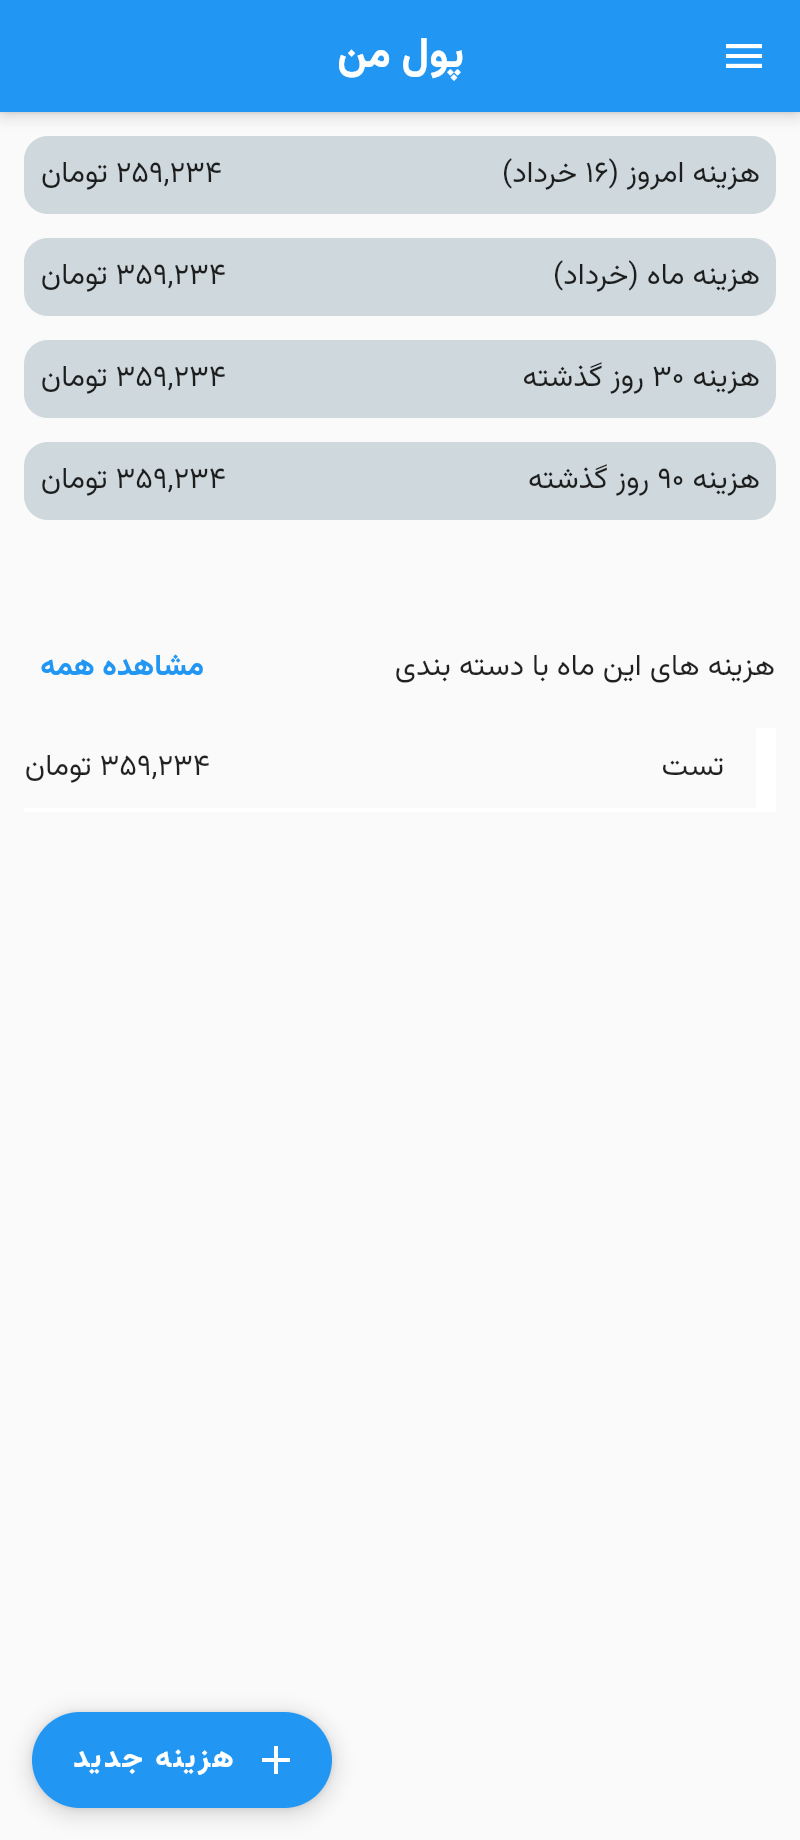 پول من
هزینه امروز (۱۶ خرداد) ۲۵۹,۲۳۴ تومان
هزینه ماه (خرداد) ۳۵۹,۲۳۴ تومان
هزینه ۳۰ روز گذشته ۳۵۹,۲۳۴ تومان
هزینه ۹۰ روز گذشته ۳۵۹,۲۳۴ تومان
هزینه های این ماه با دسته بندی مشاهده همه
تست ۳۵۹,۲۳۴ تومان
هزینه جدید